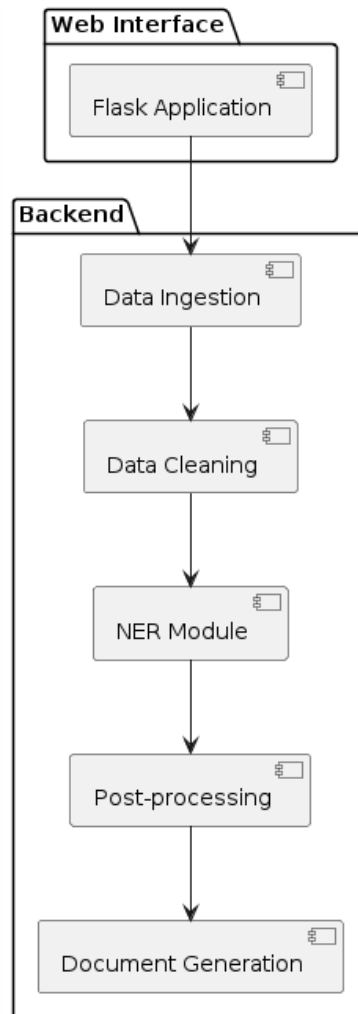 Web Interface
Flask Application
Backend
Data Ingestion
Data Cleaning
NER Module
Post-processing
Document Generation